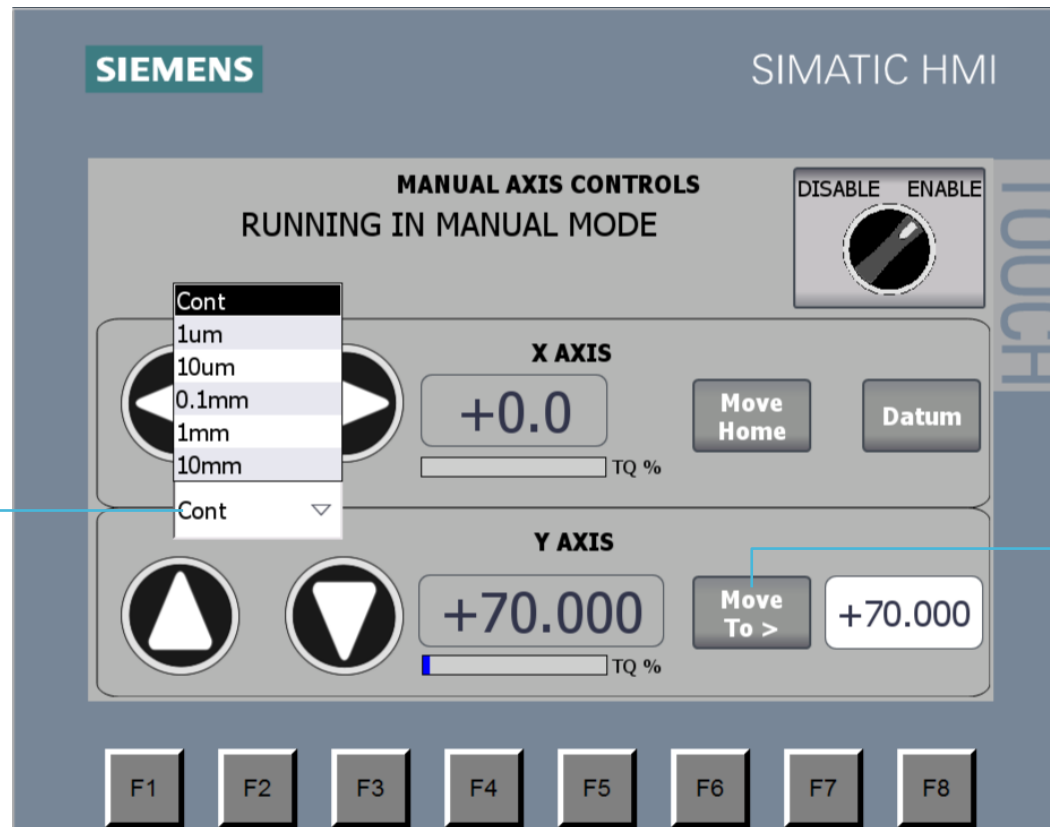 SIEMENS
SIMATIC HMI
TOUCH
MANUAL AXIS CONTROLS
RUNNING IN MANUAL MODE
DISABLE ENABLE
Cont
1um
10um
0.1mm
1mm
10mm
Cont
X AXIS
+0.0
TQ %
Move
Home
Datum
Y AXIS
+70.000
TQ %
Move
To >
+70.000
F1 F2 F3 F4 F5 F6 F7 F8